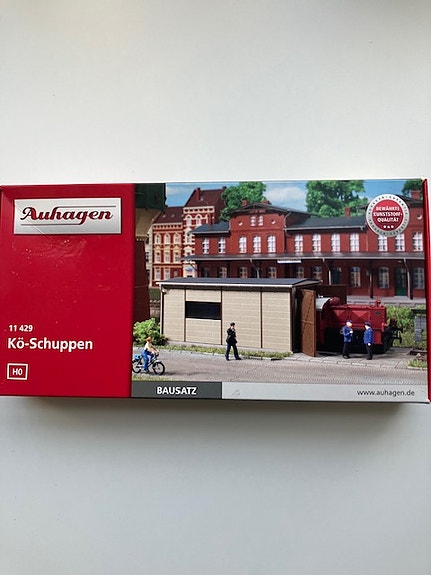 Auhagen
BEWÄHRTE
KUNSTSTOFF-
QUALITÄT
11 429
Kö-Schuppen
H0
BAUSATZ
www.auhagen.de